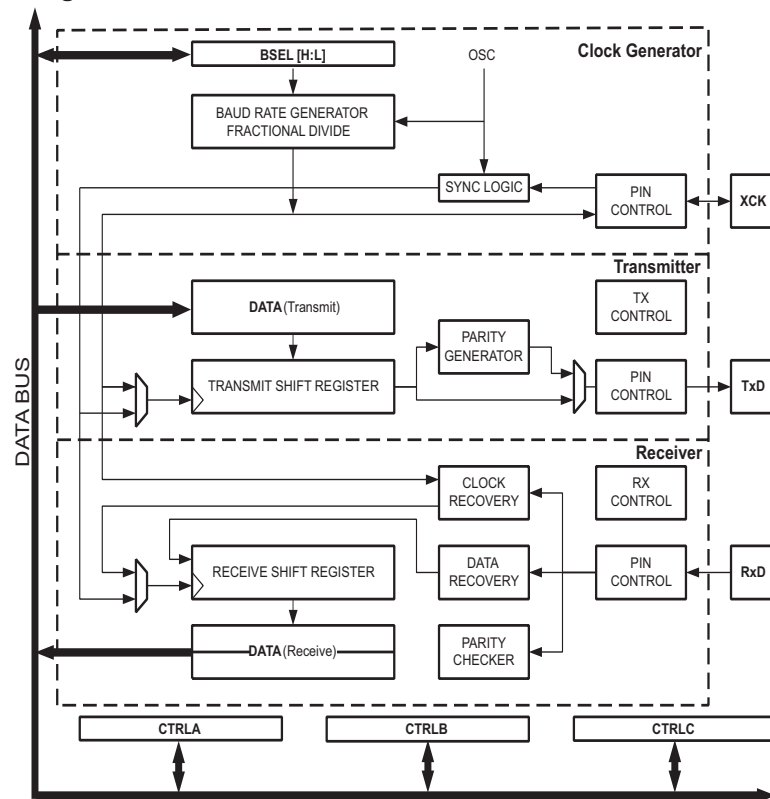 BSEL [H:L]
OSC
Clock Generator
BAUD RATE GENERATOR
FRACTIONAL DIVIDE
SYNC LOGIC
PIN
CONTROL
XCK
Transmitter
DATA (Transmit)
TX
CONTROL
PARITY
GENERATOR
TRANSMIT SHIFT REGISTER
PIN
CONTROL
TxD
DATA BUS
Receiver
CLOCK
RECOVERY
RX
CONTROL
RECEIVE SHIFT REGISTER
DATA
RECOVERY
PIN
CONTROL
RxD
DATA (Receive)
PARITY
CHECKER
CTRLA
CTRLB
CTRLC